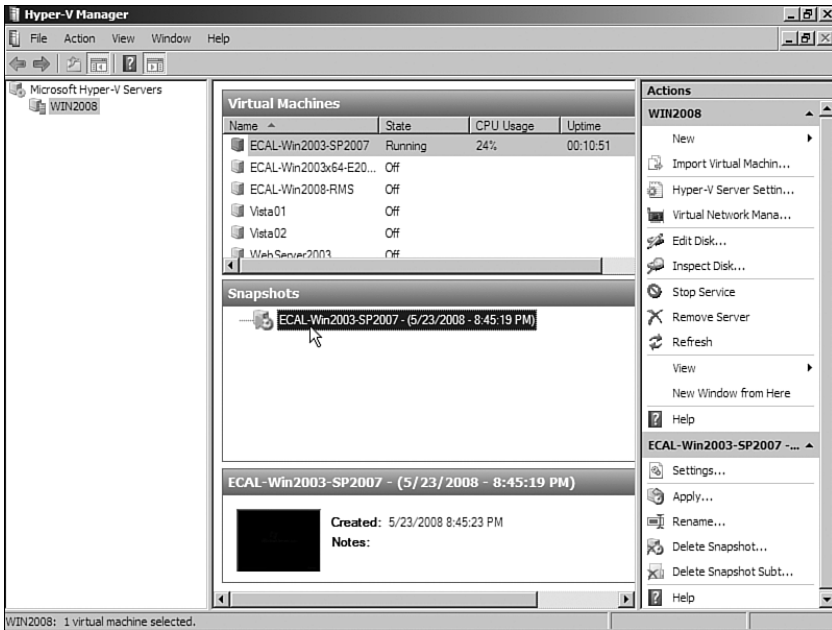 Hyper-V Manager
File Action View Window Help
Microsoft Hyper-V Servers
WIN2008
Virtual Machines
Name State CPU Usage Uptime
ECAL-Win2003-SP2007 Running 24% 00:10:51
ECAL-Win2003x64-E20... Off
ECAL-Win2008-RMS Off
Vista01 Off
Vista02 Off
WebServer2003 Off
Snapshots
ECAL-Win2003-SP2007 - (5/23/2008 - 8:45:19 PM)
ECAL-Win2003-SP2007 - (5/23/2008 - 8:45:19 PM)
Created: 5/23/2008 8:45:23 PM
Notes:
Actions
WIN2008
New
Import Virtual Machin...
Hyper-V Server Settin...
Virtual Network Mana...
Edit Disk...
Inspect Disk...
Stop Service
Remove Server
Refresh
View
New Window from Here
Help
ECAL-Win2003-SP2007 -...
Settings...
Apply...
Rename...
Delete Snapshot...
Delete Snapshot Subt...
Help
WIN2008: 1 virtual machine selected.